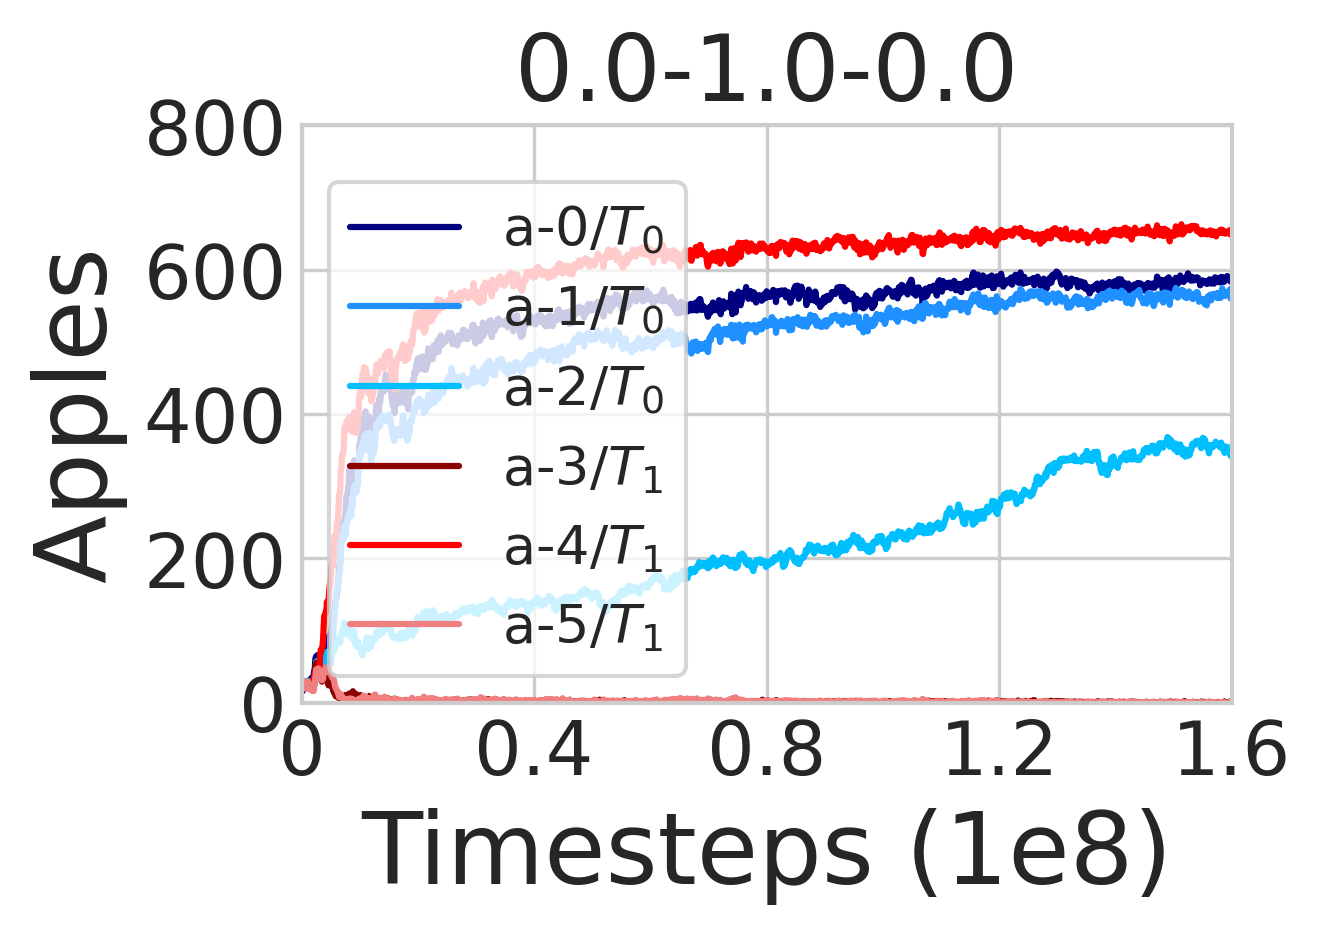 0.0-1.0-0.0
Apples
800
600
400
200
0
a-0/T₀
a-1/T₀
a-2/T₀
a-3/T₁
a-4/T₁
a-5/T₁
0 0.4 0.8 1.2 1.6
Timesteps (1e8)